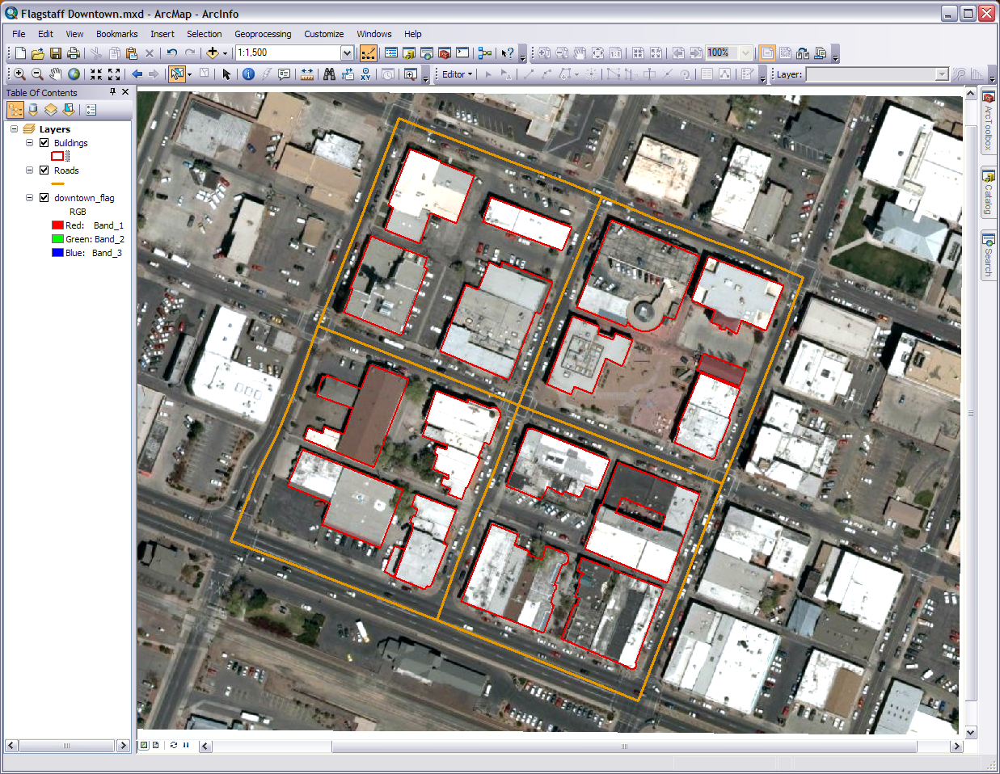 Flagstaff Downtown.mxd - ArcMap - ArcInfo
File Edit View Bookmarks Insert Selection Geoprocessing Customize Windows Help
1:1,500
100%
Editor
Layer:
Table Of Contents
Layers
Buildings
Roads
downtown_flag
RGB
Red: Band_1
Green: Band_2
Blue: Band_3
ArcToolbox
Catalog
Search